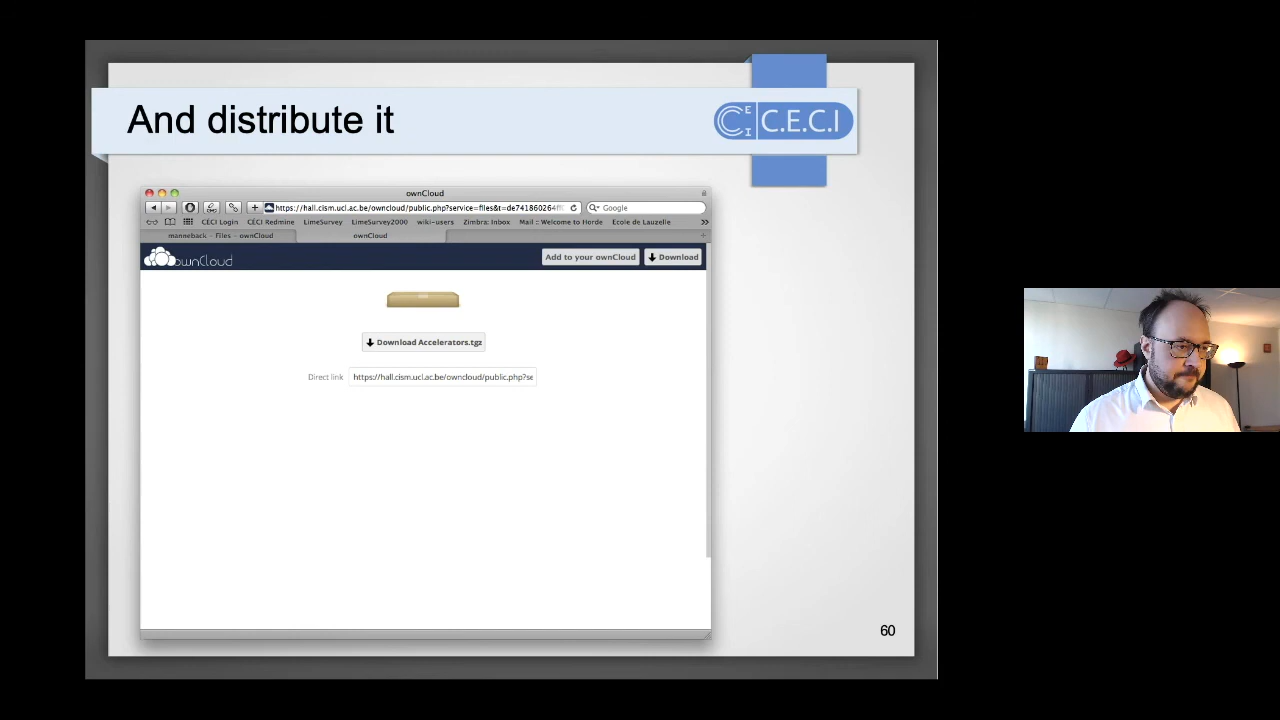 And distribute it
C E C I C.E.C.I
ownCloud
https://hall.cism.ucl.ac.be/owncloud/public.php?service=files&t=de741860264ff
Google
CÉCI Login CÉCI Redmine LimeSurvey LimeSurvey2000 wiki-users Zimbra: Inbox Mail :: Welcome to Horde Ecole de Lauzelle
manneback - Files - ownCloud ownCloud
ownCloud Add to your ownCloud Download
Download Accelerators.tgz
Direct link https://hall.cism.ucl.ac.be/owncloud/public.php?se
60